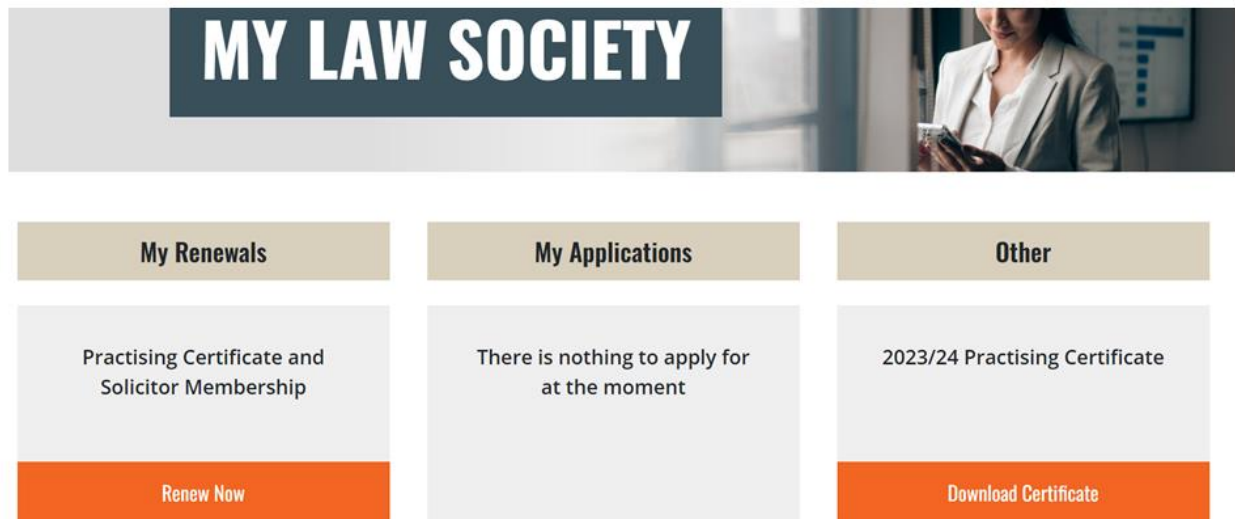 MY LAW SOCIETY
My Renewals
My Applications
Other
Practising Certificate and
Solicitor Membership
There is nothing to apply for
at the moment
2023/24 Practising Certificate
Renew Now
Download Certificate